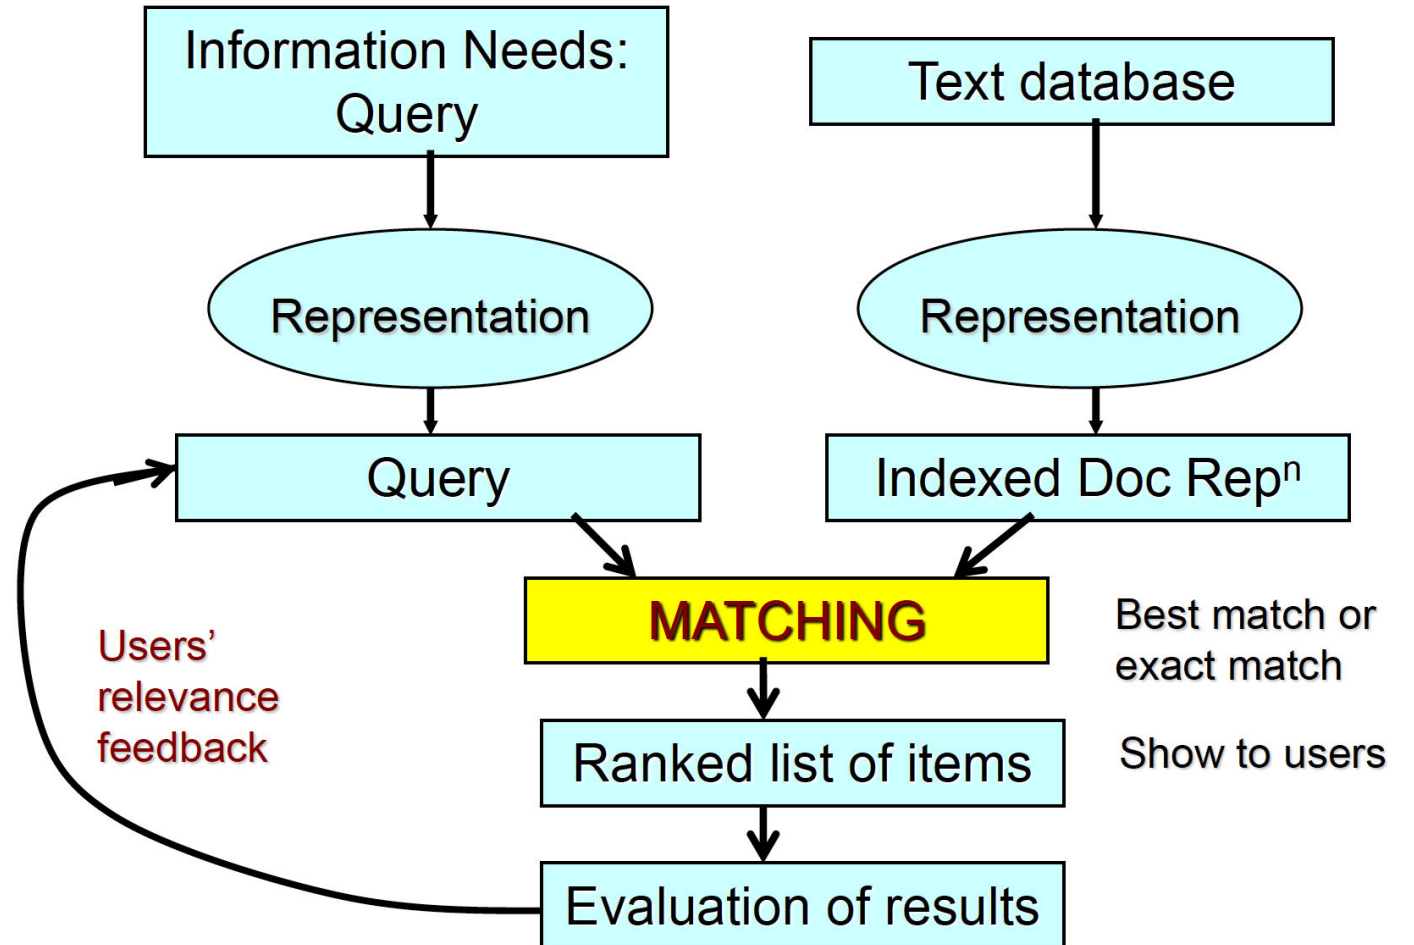 Information Needs:
Query
Text database
Representation
Representation
Query
Indexed Doc Repⁿ
MATCHING
Best match or
exact match
Users’
relevance
feedback
Ranked list of items
Show to users
Evaluation of results